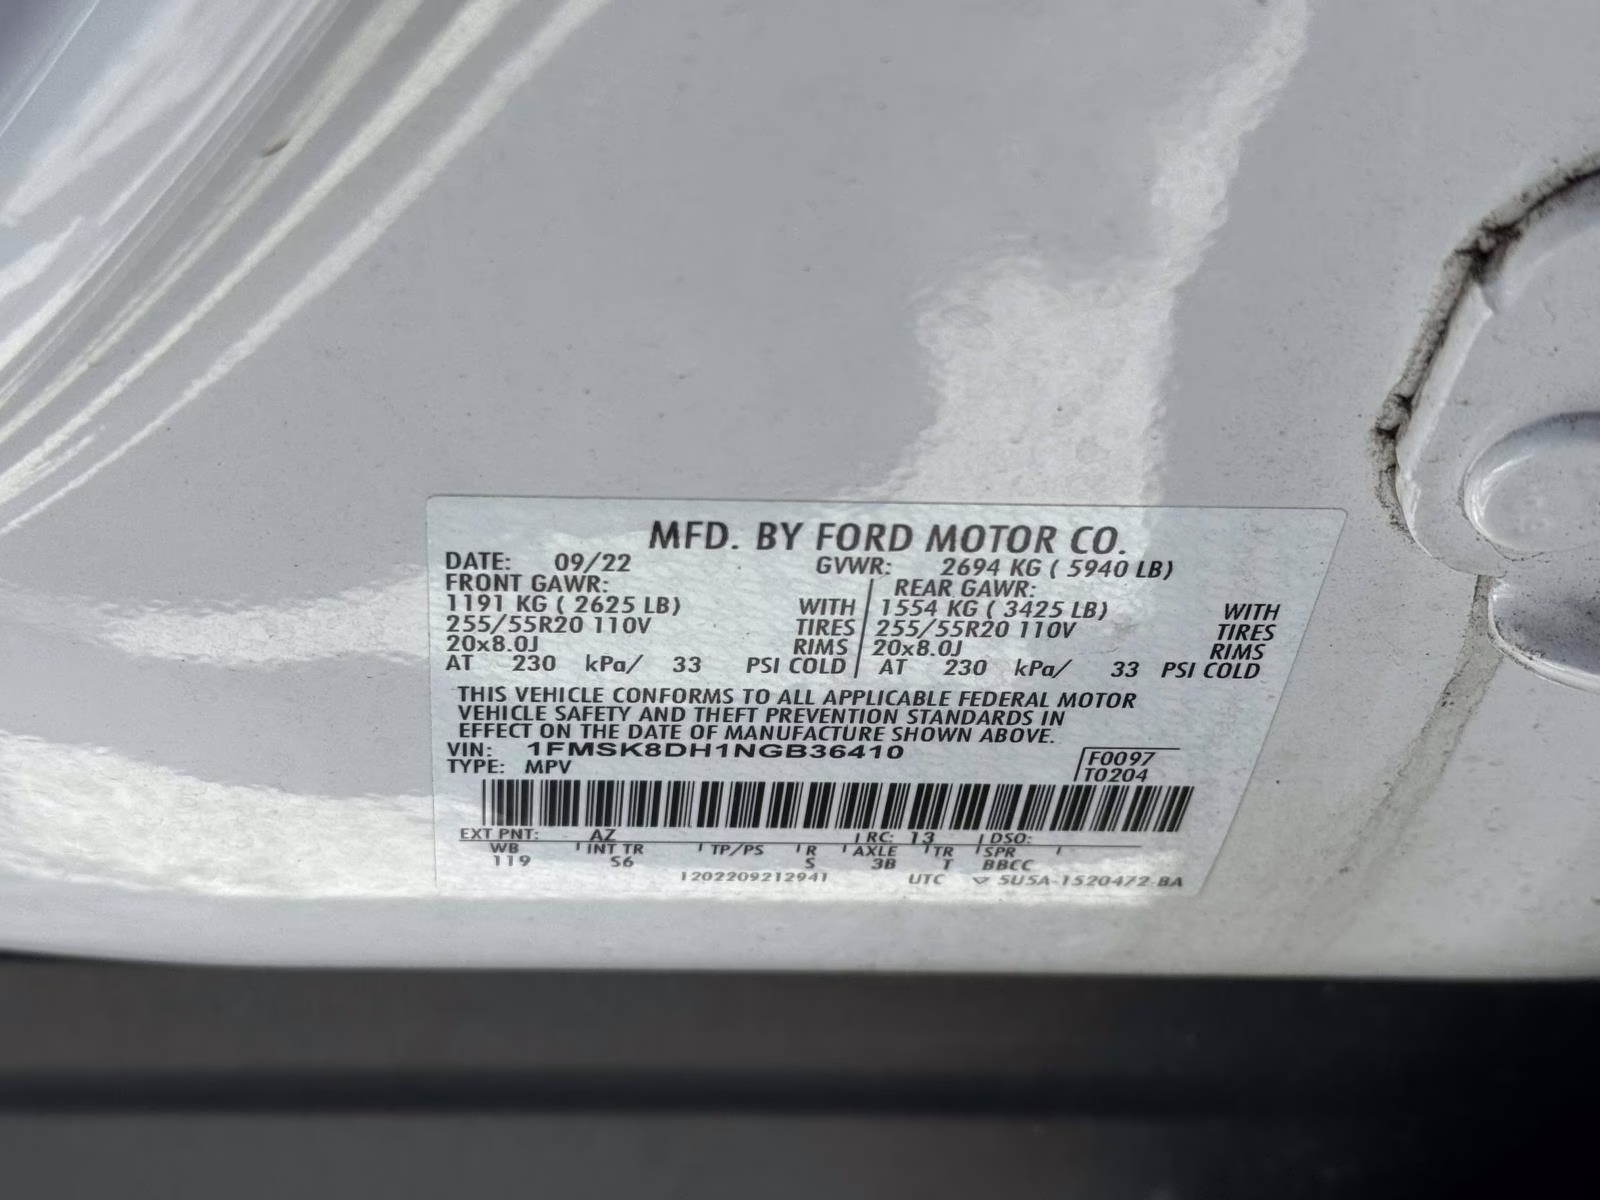 MFD. BY FORD MOTOR CO.
DATE: 09/22 GVWR: 2694 KG ( 5940 LB)
FRONT GAWR: REAR GAWR:
1191 KG ( 2625 LB) WITH 1554 KG ( 3425 LB) WITH
255/55R20 110V TIRES 255/55R20 110V TIRES
20x8.0J RIMS 20x8.0J RIMS
AT 230 kPa/ 33 PSI COLD AT 230 kPa/ 33 PSI COLD
THIS VEHICLE CONFORMS TO ALL APPLICABLE FEDERAL MOTOR
VEHICLE SAFETY AND THEFT PREVENTION STANDARDS IN
EFFECT ON THE DATE OF MANUFACTURE SHOWN ABOVE.
VIN: 1FMSK8DH1NGB36410 F0097
TYPE: MPV T0204
EXT PNT: AZ RC: 13 DSO:
WB INT TR TP/PS R AXLE TR SPR
119 S6 S 3B T BBCC
1202209212941 UTC ▽ 5U5A-1520472-BA